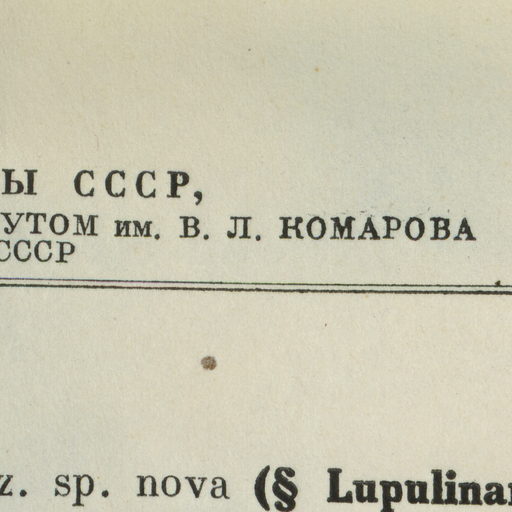 Ы СССР,
УТОМ им. В. Л. КОМАРОВА
СССР
z. sp. nova (§ Lupulinar